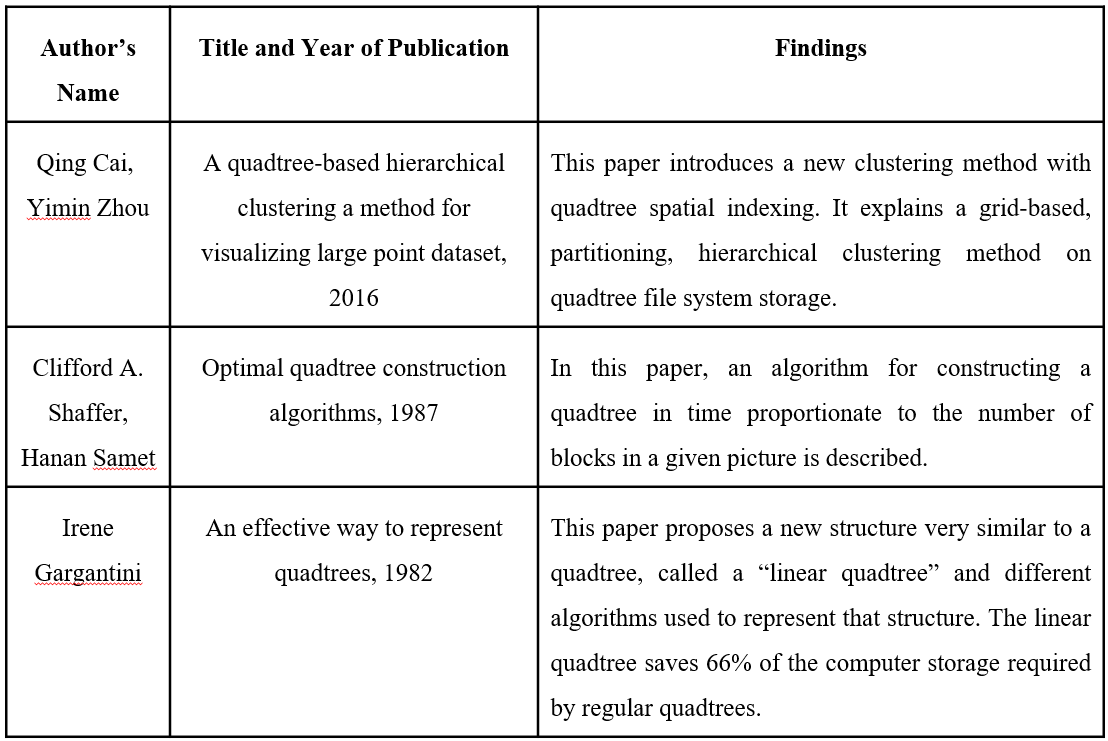 Author’s
Name
Title and Year of Publication
Findings
Qing Cai,
Yimin Zhou
A quadtree-based hierarchical
clustering a method for
visualizing large point dataset,
2016
This paper introduces a new clustering method with
quadtree spatial indexing. It explains a grid-based,
partitioning, hierarchical clustering method on
quadtree file system storage.
Clifford A.
Shaffer,
Hanan Samet
Optimal quadtree construction
algorithms, 1987
In this paper, an algorithm for constructing a
quadtree in time proportionate to the number of
blocks in a given picture is described.
Irene
Gargantini
An effective way to represent
quadtrees, 1982
This paper proposes a new structure very similar to a
quadtree, called a “linear quadtree” and different
algorithms used to represent that structure. The linear
quadtree saves 66% of the computer storage required
by regular quadtrees.